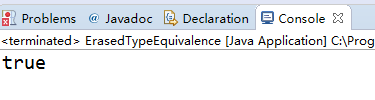 Problems @ Javadoc Declaration Console
<terminated> ErasedTypeEquivalence [Java Application] C:\Prog
true